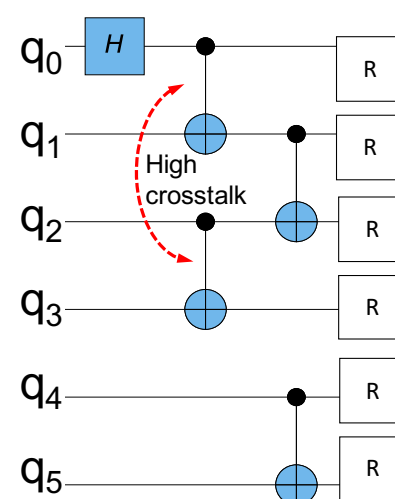 q0 H R
q1 R
High
crosstalk
q2 R
q3 R
q4 R
q5 R